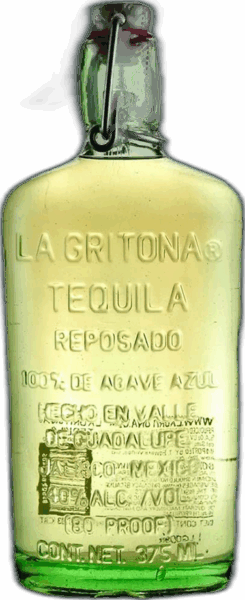 LA GRITONA®
TEQUILA
REPOSADO
100% DE AGAVE AZUL
HECHO EN VALLE
DE GUADALUPE
JALISCO MEXICO
40% ALC./VOL.
(80 PROOF)
CONT. NET. 375 ML.